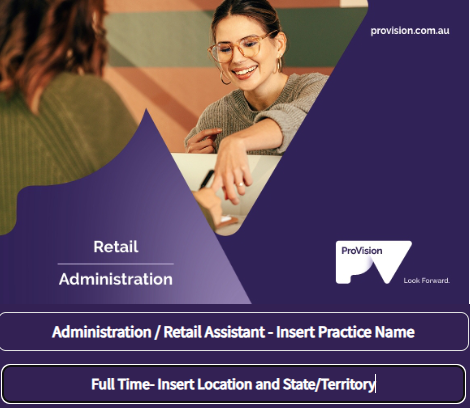 provision.com.au
Retail
Administration
ProVision
Look Forward.
Administration / Retail Assistant - Insert Practice Name
Full Time- Insert Location and State/Territory